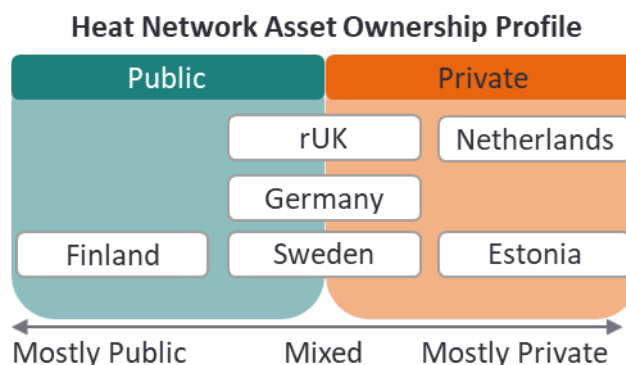 Heat Network Asset Ownership Profile
Public Private
rUK Netherlands
Germany
Finland Sweden Estonia
Mostly Public Mixed Mostly Private